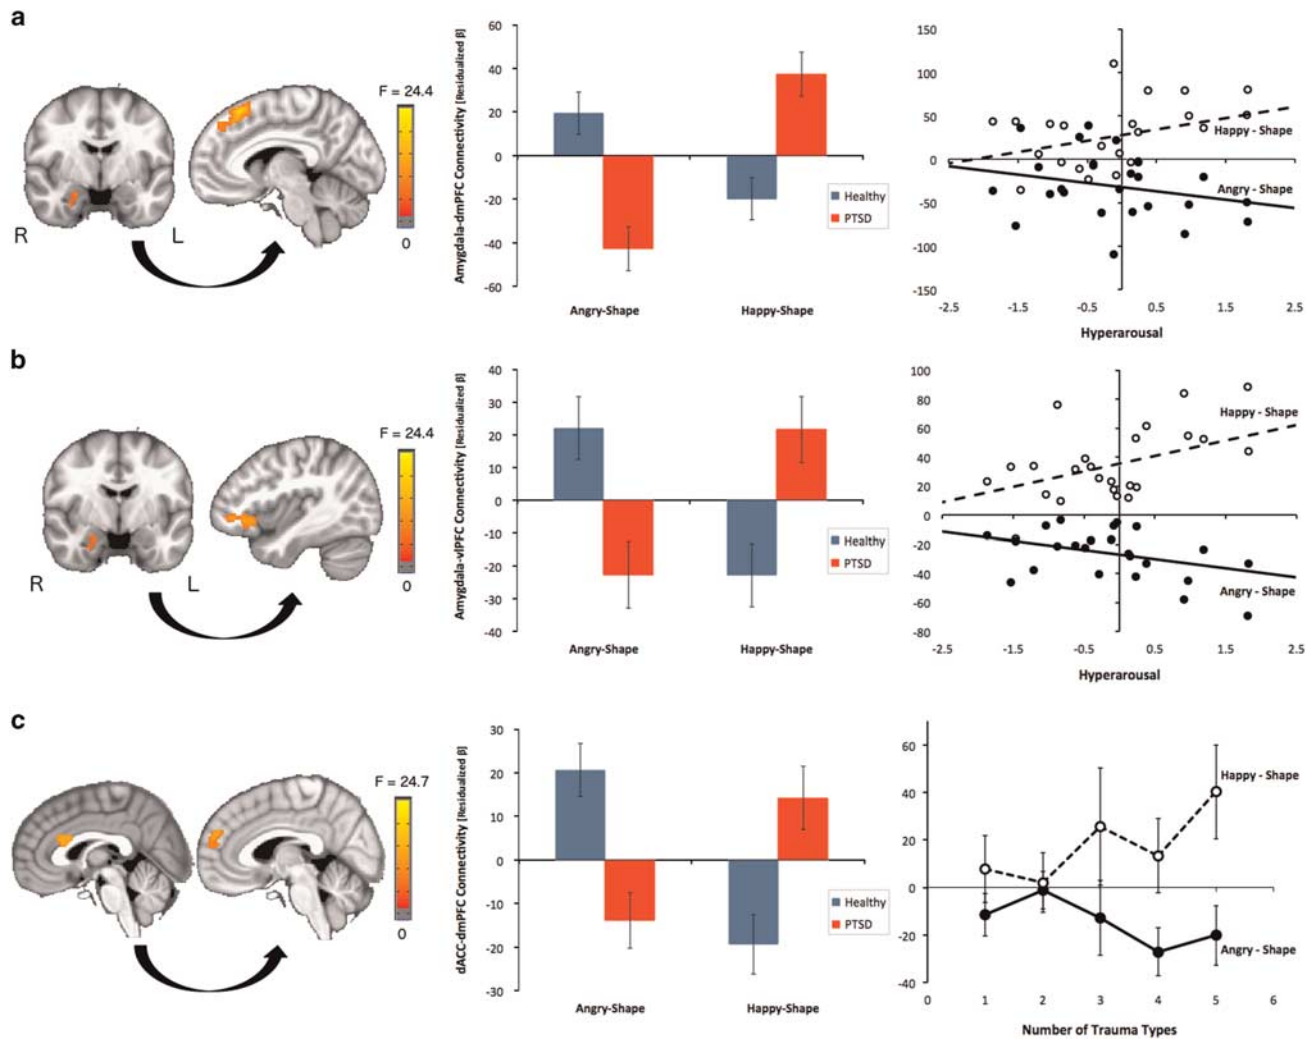 a
F = 24.4
0
R
L
Amygdala-dmPFC Connectivity [Residualized β]
60
40
20
0
-20
-40
-60
Angry-Shape
Happy-Shape
Healthy
PTSD
150
100
50
0
-50
-100
-150
Happy - Shape
Angry - Shape
-2.5
-1.5
-0.5
0.5
1.5
2.5
Hyperarousal
b
F = 24.4
0
R
L
Amygdala-vlPFC Connectivity [Residualized β]
40
30
20
10
0
-10
-20
-30
-40
Angry-Shape
Happy-Shape
Healthy
PTSD
100
80
60
40
20
0
-20
-40
-60
-80
Happy - Shape
Angry - Shape
-2.5
-1.5
-0.5
0.5
1.5
2.5
Hyperarousal
c
F = 24.7
0
dACC-dmPFC Connectivity [Residualized β]
30
20
10
0
-10
-20
-30
Angry-Shape
Happy-Shape
Healthy
PTSD
60
40
20
0
-20
-40
Happy - Shape
Angry - Shape
0
1
2
3
4
5
6
Number of Trauma Types